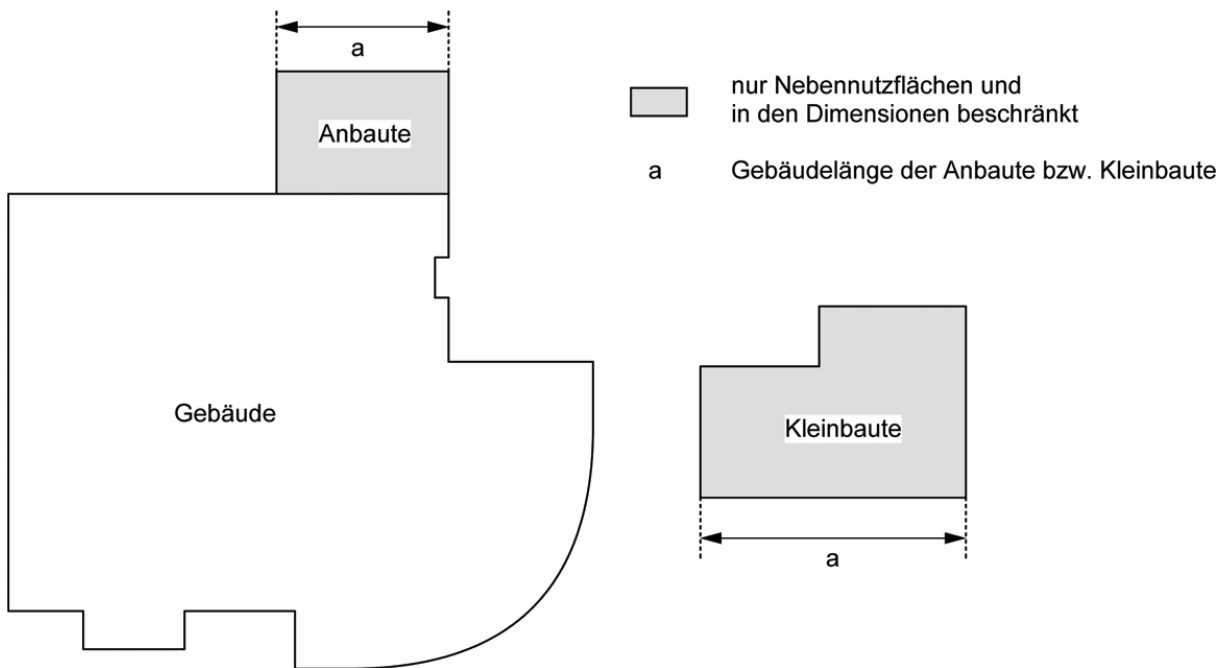 a
Anbaute
nur Nebennutzflächen und
in den Dimensionen beschränkt
a Gebäudelänge der Anbaute bzw. Kleinbaute
Gebäude
Kleinbaute
a